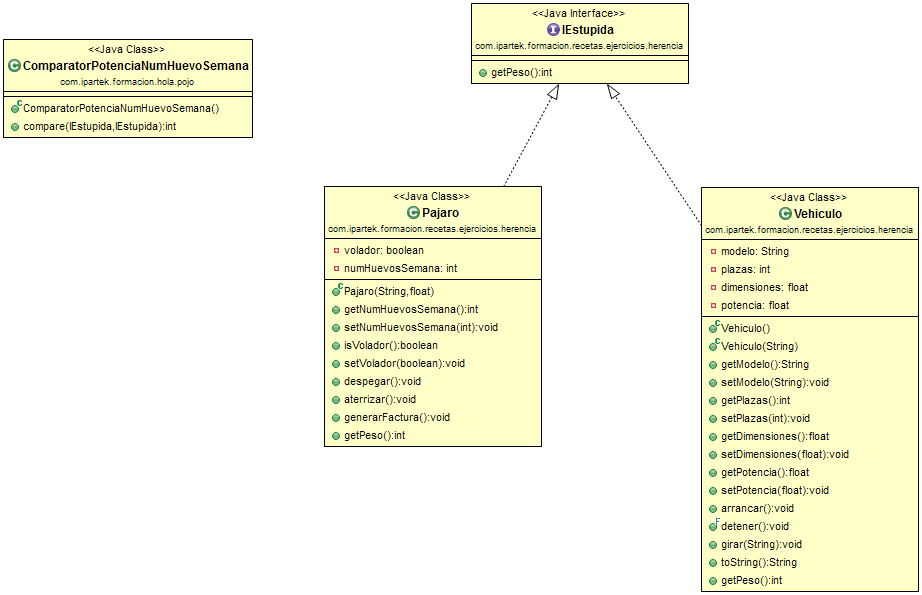 <<Java Class>>
ComparatorPotenciaNumHuevoSemana
com.ipartek.formacion.hola.pojo
ComparatorPotenciaNumHuevoSemana()
compare(IEstupida,IEstupida):int
<<Java Interface>>
IEstupida
com.ipartek.formacion.recetas.ejercicios.herencia
getPeso():int
<<Java Class>>
Pajaro
com.ipartek.formacion.recetas.ejercicios.herencia
volador: boolean
numHuevosSemana: int
Pajaro(String,float)
getNumHuevosSemana():int
setNumHuevosSemana(int):void
isVolador():boolean
setVolador(boolean):void
despegar():void
aterrizar():void
generarFactura():void
getPeso():int
<<Java Class>>
Vehiculo
com.ipartek.formacion.recetas.ejercicios.herencia
modelo: String
plazas: int
dimensiones: float
potencia: float
Vehiculo()
Vehiculo(String)
getModelo():String
setModelo(String):void
getPlazas():int
setPlazas(int):void
getDimensiones():float
setDimensiones(float):void
getPotencia():float
setPotencia(float):void
arrancar():void
detener():void
girar(String):void
toString():String
getPeso():int